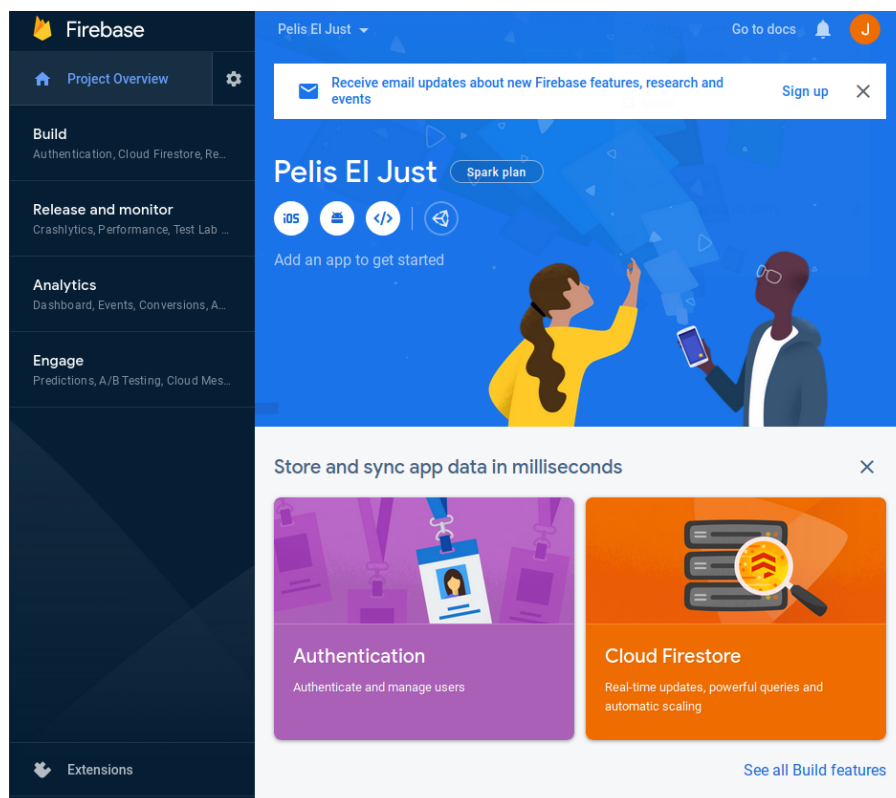 Firebase
Pelis El Just
Go to docs
J
Project Overview
Receive email updates about new Firebase features, research and
events
Sign up
Build
Authentication, Cloud Firestore, Re...
Release and monitor
Crashlytics, Performance, Test Lab ...
Analytics
Dashboard, Events, Conversions, A...
Engage
Predictions, A/B Testing, Cloud Mes...
Pelis El Just
Spark plan
iOS
</>
Add an app to get started
Store and sync app data in milliseconds
Authentication
Authenticate and manage users
Cloud Firestore
Real-time updates, powerful queries and
automatic scaling
See all Build features
Extensions